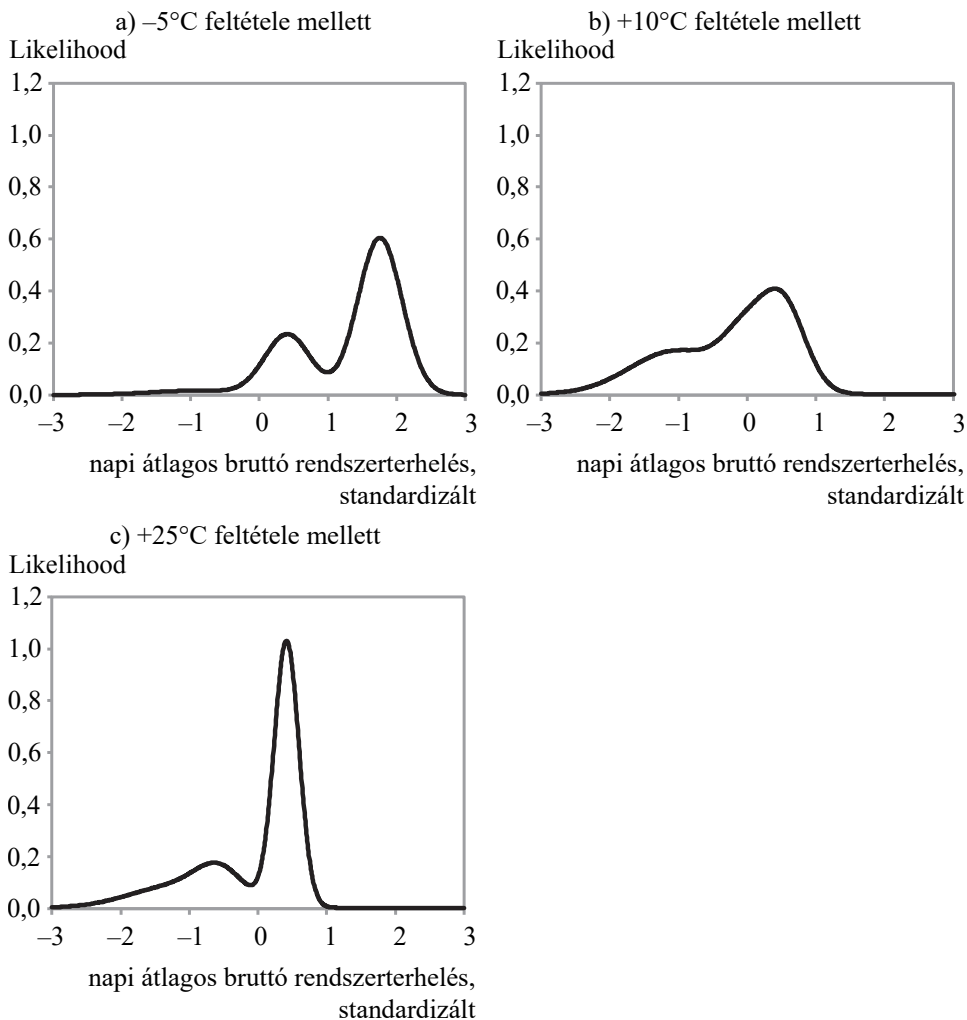 a) –5°C feltétele mellett
Likelihood
1,2
1,0
0,8
0,6
0,4
0,2
0,0
–3 –2 –1 0 1 2 3
napi átlagos bruttó rendszerterhelés,
standardizált
b) +10°C feltétele mellett
Likelihood
1,2
1,0
0,8
0,6
0,4
0,2
0,0
–3 –2 –1 0 1 2 3
napi átlagos bruttó rendszerterhelés,
standardizált
c) +25°C feltétele mellett
Likelihood
1,2
1,0
0,8
0,6
0,4
0,2
0,0
–3 –2 –1 0 1 2 3
napi átlagos bruttó rendszerterhelés,
standardizált